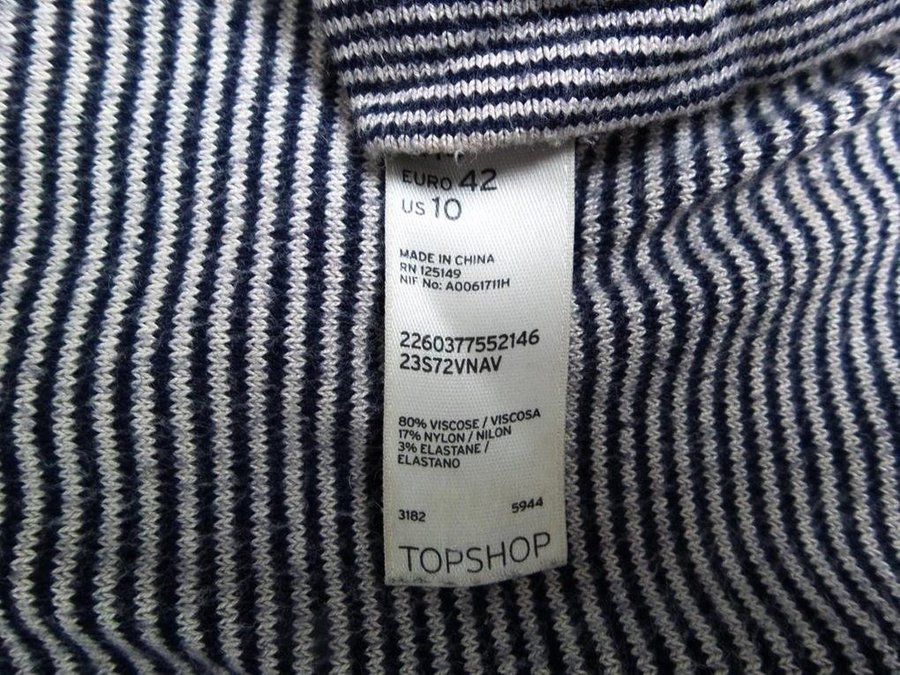 EURO 42
US 10
MADE IN CHINA
RN 125149
NIF No: A0061711H
2260377552146
23S72VNAV
80% VISCOSE / VISCOSA
17% NYLON / NILON
3% ELASTANE /
ELASTANO
3182 5944
TOPSHOP